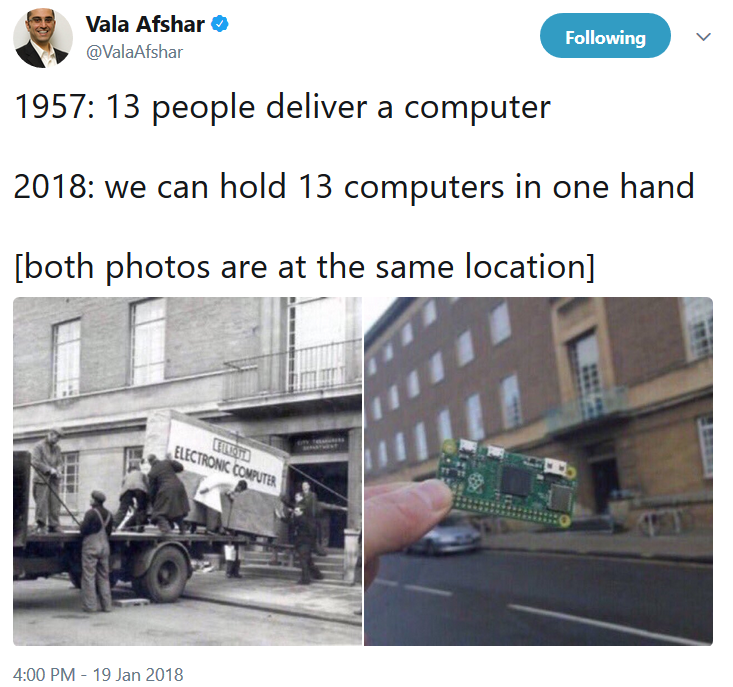 Vala Afshar
@ValaAfshar
Following
1957: 13 people deliver a computer
2018: we can hold 13 computers in one hand
[both photos are at the same location]
ELLIOTT
ELECTRONIC COMPUTER
CITY TREASURERS
DEPARTMENT
4:00 PM - 19 Jan 2018